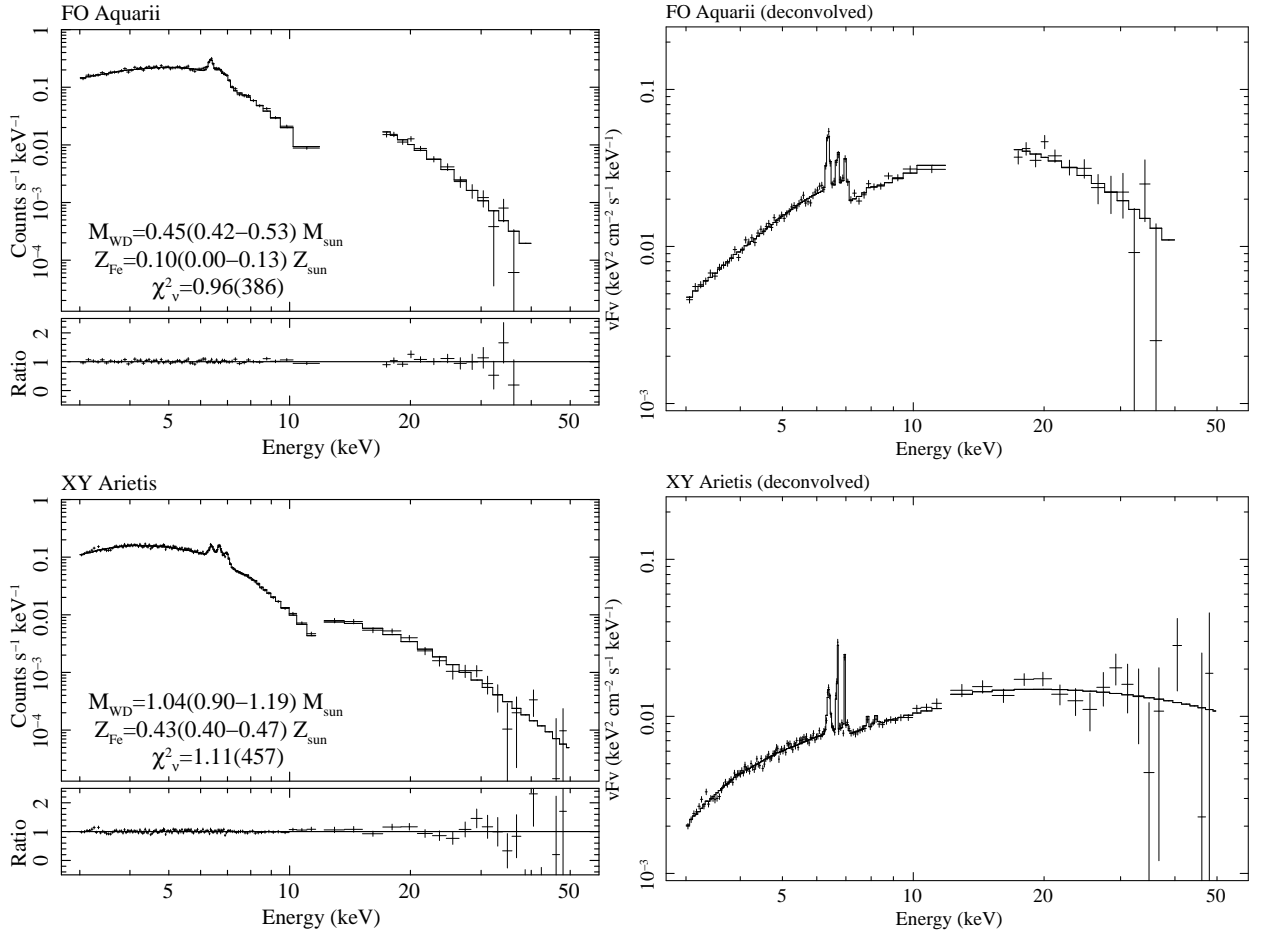 FO Aquarii
Counts s⁻¹ keV⁻¹
1
0.1
0.01
10⁻³
10⁻⁴
M_WD=0.45(0.42−0.53) M_sun
Z_Fe=0.10(0.00−0.13) Z_sun
χ²_ν=0.96(386)
Ratio
2
1
0
5 10 20 50
Energy (keV)
FO Aquarii (deconvolved)
νFν (keV² cm⁻² s⁻¹ keV⁻¹)
0.1
0.01
10⁻³
5 10 20 50
Energy (keV)
XY Arietis
Counts s⁻¹ keV⁻¹
1
0.1
0.01
10⁻³
10⁻⁴
M_WD=1.04(0.90−1.19) M_sun
Z_Fe=0.43(0.40−0.47) Z_sun
χ²_ν=1.11(457)
Ratio
2
1
0
5 10 20 50
Energy (keV)
XY Arietis (deconvolved)
νFν (keV² cm⁻² s⁻¹ keV⁻¹)
0.1
0.01
10⁻³
5 10 20 50
Energy (keV)